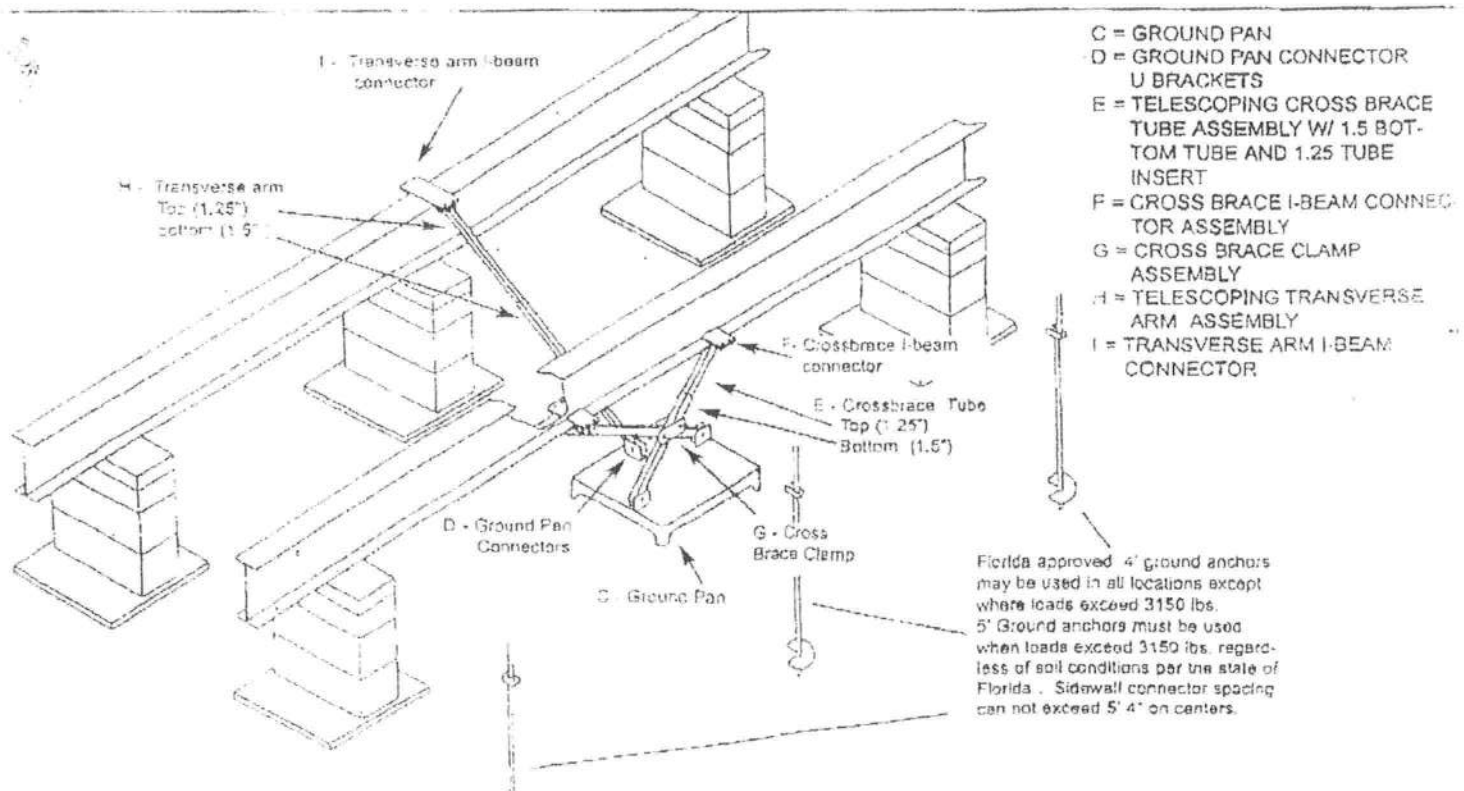 I - Transverse arm I-beam
connector
H - Transverse arm
Top (1.25")
Bottom (1.5")
F- Crossbrace I-beam
connector
E - Crossbrace Tube
Top (1.25")
Bottom (1.5")
D - Ground Pan
Connectors
G - Cross
Brace Clamp
C - Ground Pan
C = GROUND PAN
D = GROUND PAN CONNECTOR
U BRACKETS
E = TELESCOPING CROSS BRACE
TUBE ASSEMBLY W/ 1.5 BOT-
TOM TUBE AND 1.25 TUBE
INSERT
F = CROSS BRACE I-BEAM CONNEC-
TOR ASSEMBLY
G = CROSS BRACE CLAMP
ASSEMBLY
H = TELESCOPING TRANSVERSE
ARM ASSEMBLY
I = TRANSVERSE ARM I-BEAM
CONNECTOR
Florida approved 4' ground anchors
may be used in all locations except
where loads exceed 3150 lbs.
5' Ground anchors must be used
when loads exceed 3150 lbs. regard-
less of soil conditions per the state of
Florida . Sidewall connector spacing
can not exceed 5' 4" on centers.